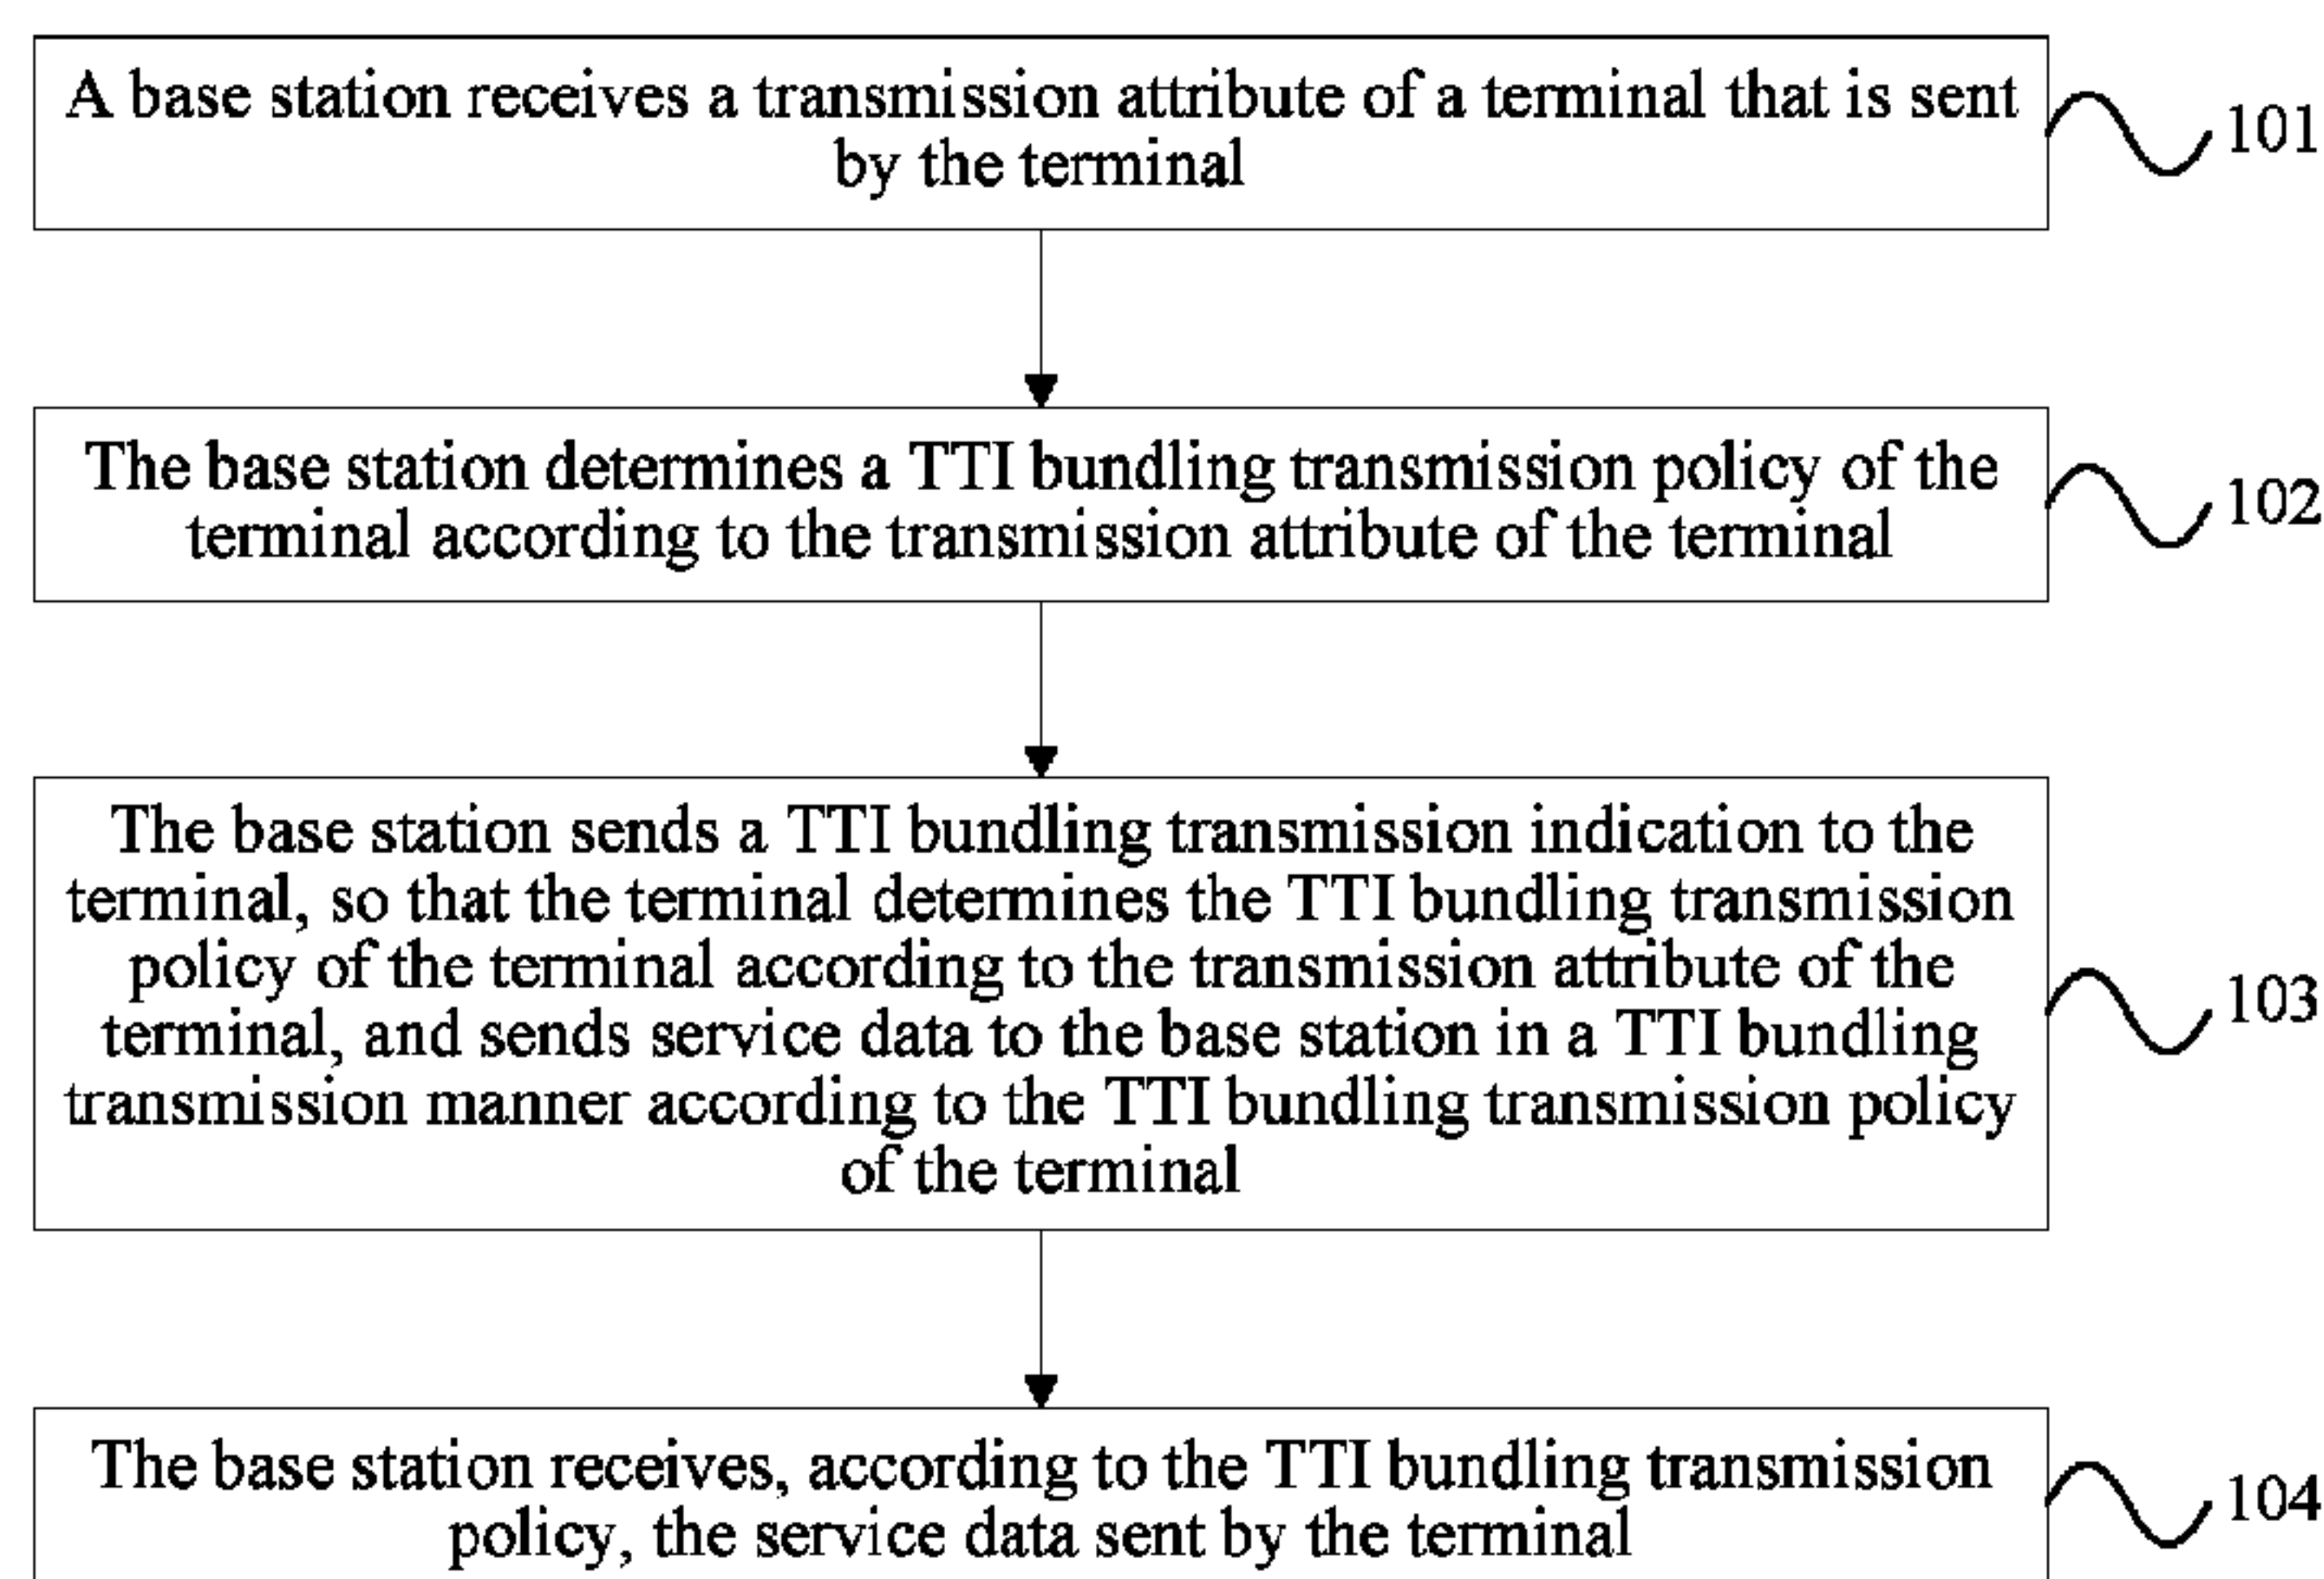 A base station receives a transmission attribute of a terminal that is sent
by the terminal
101
The base station determines a TTI bundling transmission policy of the
terminal according to the transmission attribute of the terminal
102
The base station sends a TTI bundling transmission indication to the
terminal, so that the terminal determines the TTI bundling transmission
policy of the terminal according to the transmission attribute of the
terminal, and sends service data to the base station in a TTI bundling
transmission manner according to the TTI bundling transmission policy
of the terminal
103
The base station receives, according to the TTI bundling transmission
policy, the service data sent by the terminal
104